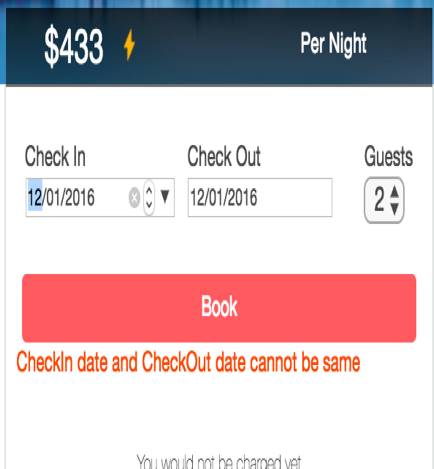 $433 Per Night
Check In Check Out Guests
12/01/2016 12/01/2016 2
Book
CheckIn date and CheckOut date cannot be same
You would not be charged yet